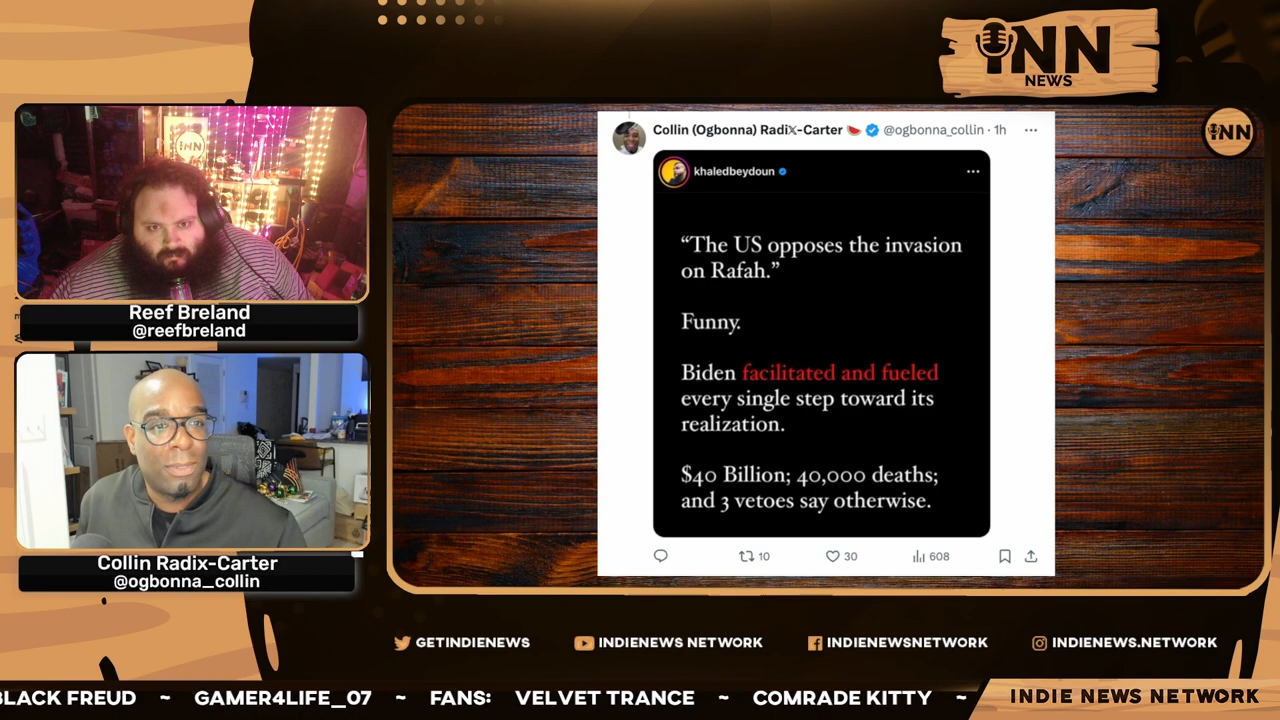 INN
NEWS
INN
Reef Breland
@reefbreland
Collin Radix-Carter
@ogbonna_collin
Collin (Ogbonna) Radi𝕏-Carter 🍉 @ogbonna_collin · 1h
khaledbeydoun
“The US opposes the invasion
on Rafah.”
Funny.
Biden facilitated and fueled
every single step toward its
realization.
$40 Billion; 40,000 deaths;
and 3 vetoes say otherwise.
10 30 608
INN
GETINDIENEWS INDIENEWS NETWORK INDIENEWSNETWORK INDIENEWS.NETWORK
BLACK FREUD ~ GAMER4LIFE_07 ~ FANS: VELVET TRANCE ~ COMRADE KITTY ~
INDIE NEWS NETWORK